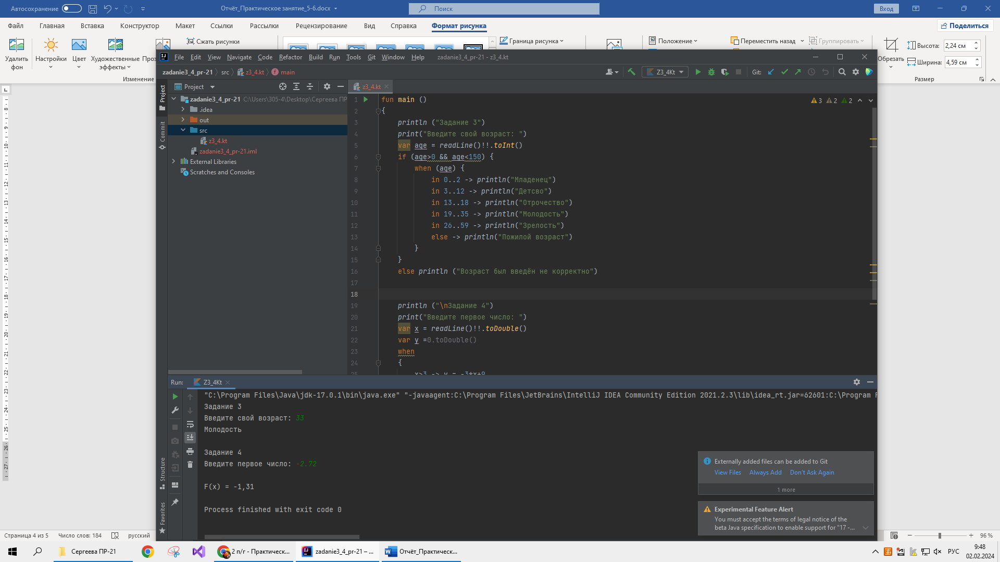 Автосохранение
Отчёт_Практическое занятие_5-6.docx
Поиск
Вход
Файл Главная Вставка Конструктор Макет Ссылки Рассылки Рецензирование Вид Справка Формат рисунка
Поделиться
Сжать рисунки
Граница рисунка
Положение
Переместить назад
Группировать
Высота: 2,24 см
Ширина: 4,59 см
Удалить фон
Настройки
Цвет
Художественные эффекты
Обрезать
Изменение
Размер
File Edit View Navigate Code Refactor Build Run Tools Git Window Help zadanie3_4_pr-21 - z3_4.kt
zadanie3_4_pr-21 src z3_4.kt main
Z3_4Kt
Git:
Project
z3_4.kt
Project
Commit
Structure
Favorites
zadanie3_4_pr-21 C:\Users\305-4\Desktop\Сергеева ПР
.idea
out
src
z3_4.kt
zadanie3_4_pr-21.iml
External Libraries
Scratches and Consoles
3 2 2
1 fun main ()
2 {
3 println ("Задание 3")
4 print("Введите свой возраст: ")
5 var age = readLine()!!.toInt()
6 if (age>0 && age<150) {
7 when (age) {
8 in 0..2 -> println("Младенец")
9 in 3..12 -> println("Детсво")
10 in 13..18 -> println("Отрочество")
11 in 19..35 -> println("Молодость")
12 in 26..59 -> println("Зрелость")
13 else -> println("Пожилой возраст")
14 }
15 }
16 else println ("Возраст был введён не корректно")
17
18
19 println ("\nЗадание 4")
20 print("Введите первое число: ")
21 var x = readLine()!!.toDouble()
22 var y =0.toDouble()
23 when
24 {
25 x>3 -> y = -3*x+9
Run: Z3_4Kt
"C:\Program Files\Java\jdk-17.0.1\bin\java.exe" "-javaagent:C:\Program Files\JetBrains\IntelliJ IDEA Community Edition 2021.2.3\lib\idea_rt.jar=62601:C:\Program F
Задание 3
Введите свой возраст: 33
Молодость
Задание 4
Введите первое число: -2.72
F(x) = -1,31
Process finished with exit code 0
Externally added files can be added to Git
View Files Always Add Don't Ask Again
1 more
Experimental Feature Alert
You must accept the terms of legal notice of the
beta Java specification to enable support for "17 -...
Страница 4 из 5 Число слов: 184 русский
96 %
Сергеева ПР-21
2 п/г - Практическ...
zadanie3_4_pr-21 – ...
Отчёт_Практическ...
РУС
9:48
02.02.2024